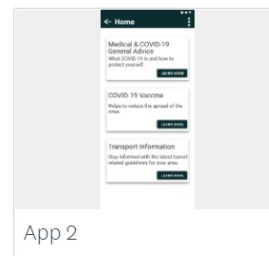 ← Home
Medical & COVID-19
General Advice
What COVID-19 is and how to
protect yourself.
LEARN MORE
COVID-19 Vaccine
Helps to reduce the spread of the
virus
LEARN MORE
Transport Information
Stay informed with the latest transit
related guidelines for your area
LEARN MORE
App 2